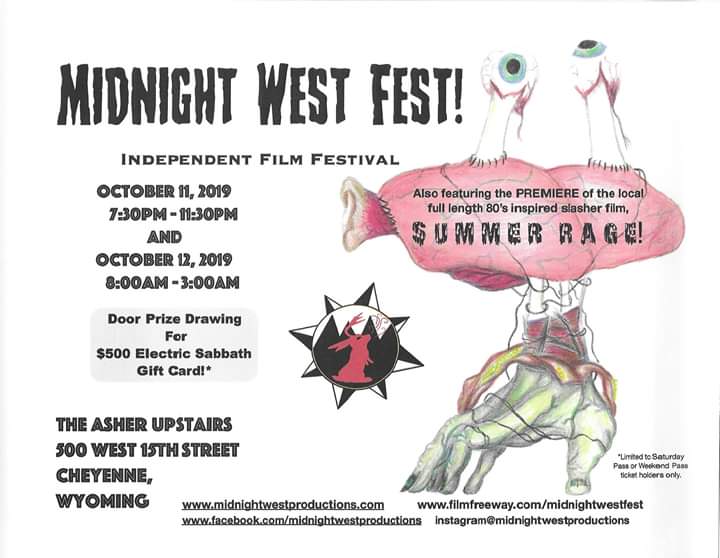 MIDNIGHT WEST FEST!
INDEPENDENT FILM FESTIVAL
OCTOBER 11, 2019
7:30PM - 11:30PM
AND
OCTOBER 12, 2019
8:00AM - 3:00AM
Also featuring the PREMIERE of the local
full length 80's inspired slasher film,
SUMMER RAGE!
Door Prize Drawing
For
$500 Electric Sabbath
Gift Card!*
THE ASHER UPSTAIRS
500 WEST 15TH STREET
CHEYENNE,
WYOMING
*Limited to Saturday
Pass or Weekend Pass
ticket holders only.
www.midnightwestproductions.com
www.filmfreeway.com/midnightwestfest
www.facebook.com/midnightwestproductions
instagram@midnightwestproductions